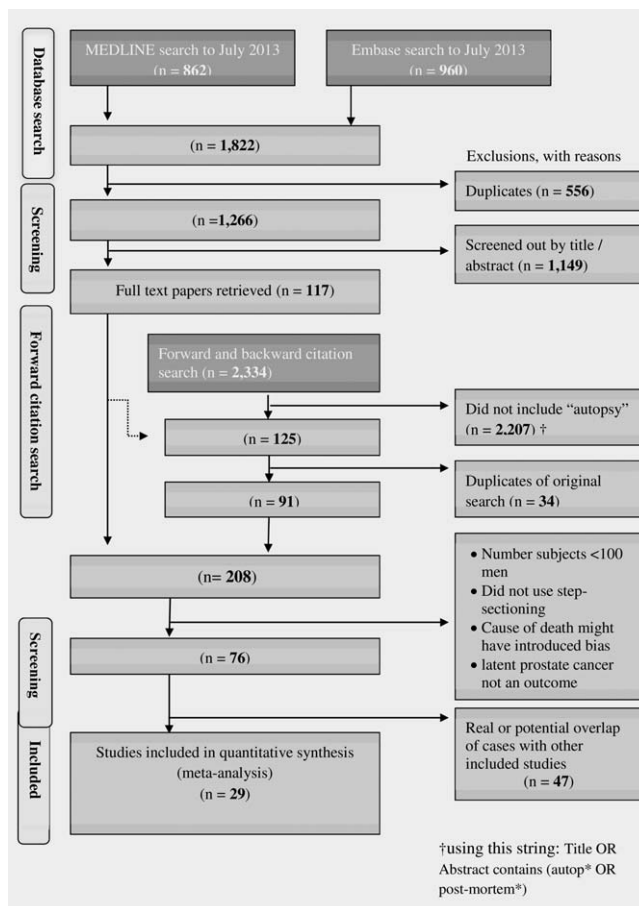 Database search
MEDLINE search to July 2013
(n = 862)
Embase search to July 2013
(n = 960)
(n = 1,822)
Exclusions, with reasons
Duplicates (n = 556)
Screening
(n =1,266)
Screened out by title /
abstract (n = 1,149)
Full text papers retrieved (n = 117)
Forward citation search
Forward and backward citation
search (n = 2,334)
Did not include “autopsy”
(n = 2,207) †
(n = 125)
Duplicates of original
search (n = 34)
(n = 91)
(n= 208)
• Number subjects <100
men
• Did not use step-
sectioning
• Cause of death might
have introduced bias
• latent prostate cancer
not an outcome
Screening
(n = 76)
Included
Studies included in quantitative synthesis
(meta-analysis)
(n = 29)
Real or potential overlap
of cases with other
included studies
(n = 47)
†using this string: Title OR
Abstract contains (autop* OR
post-mortem*)